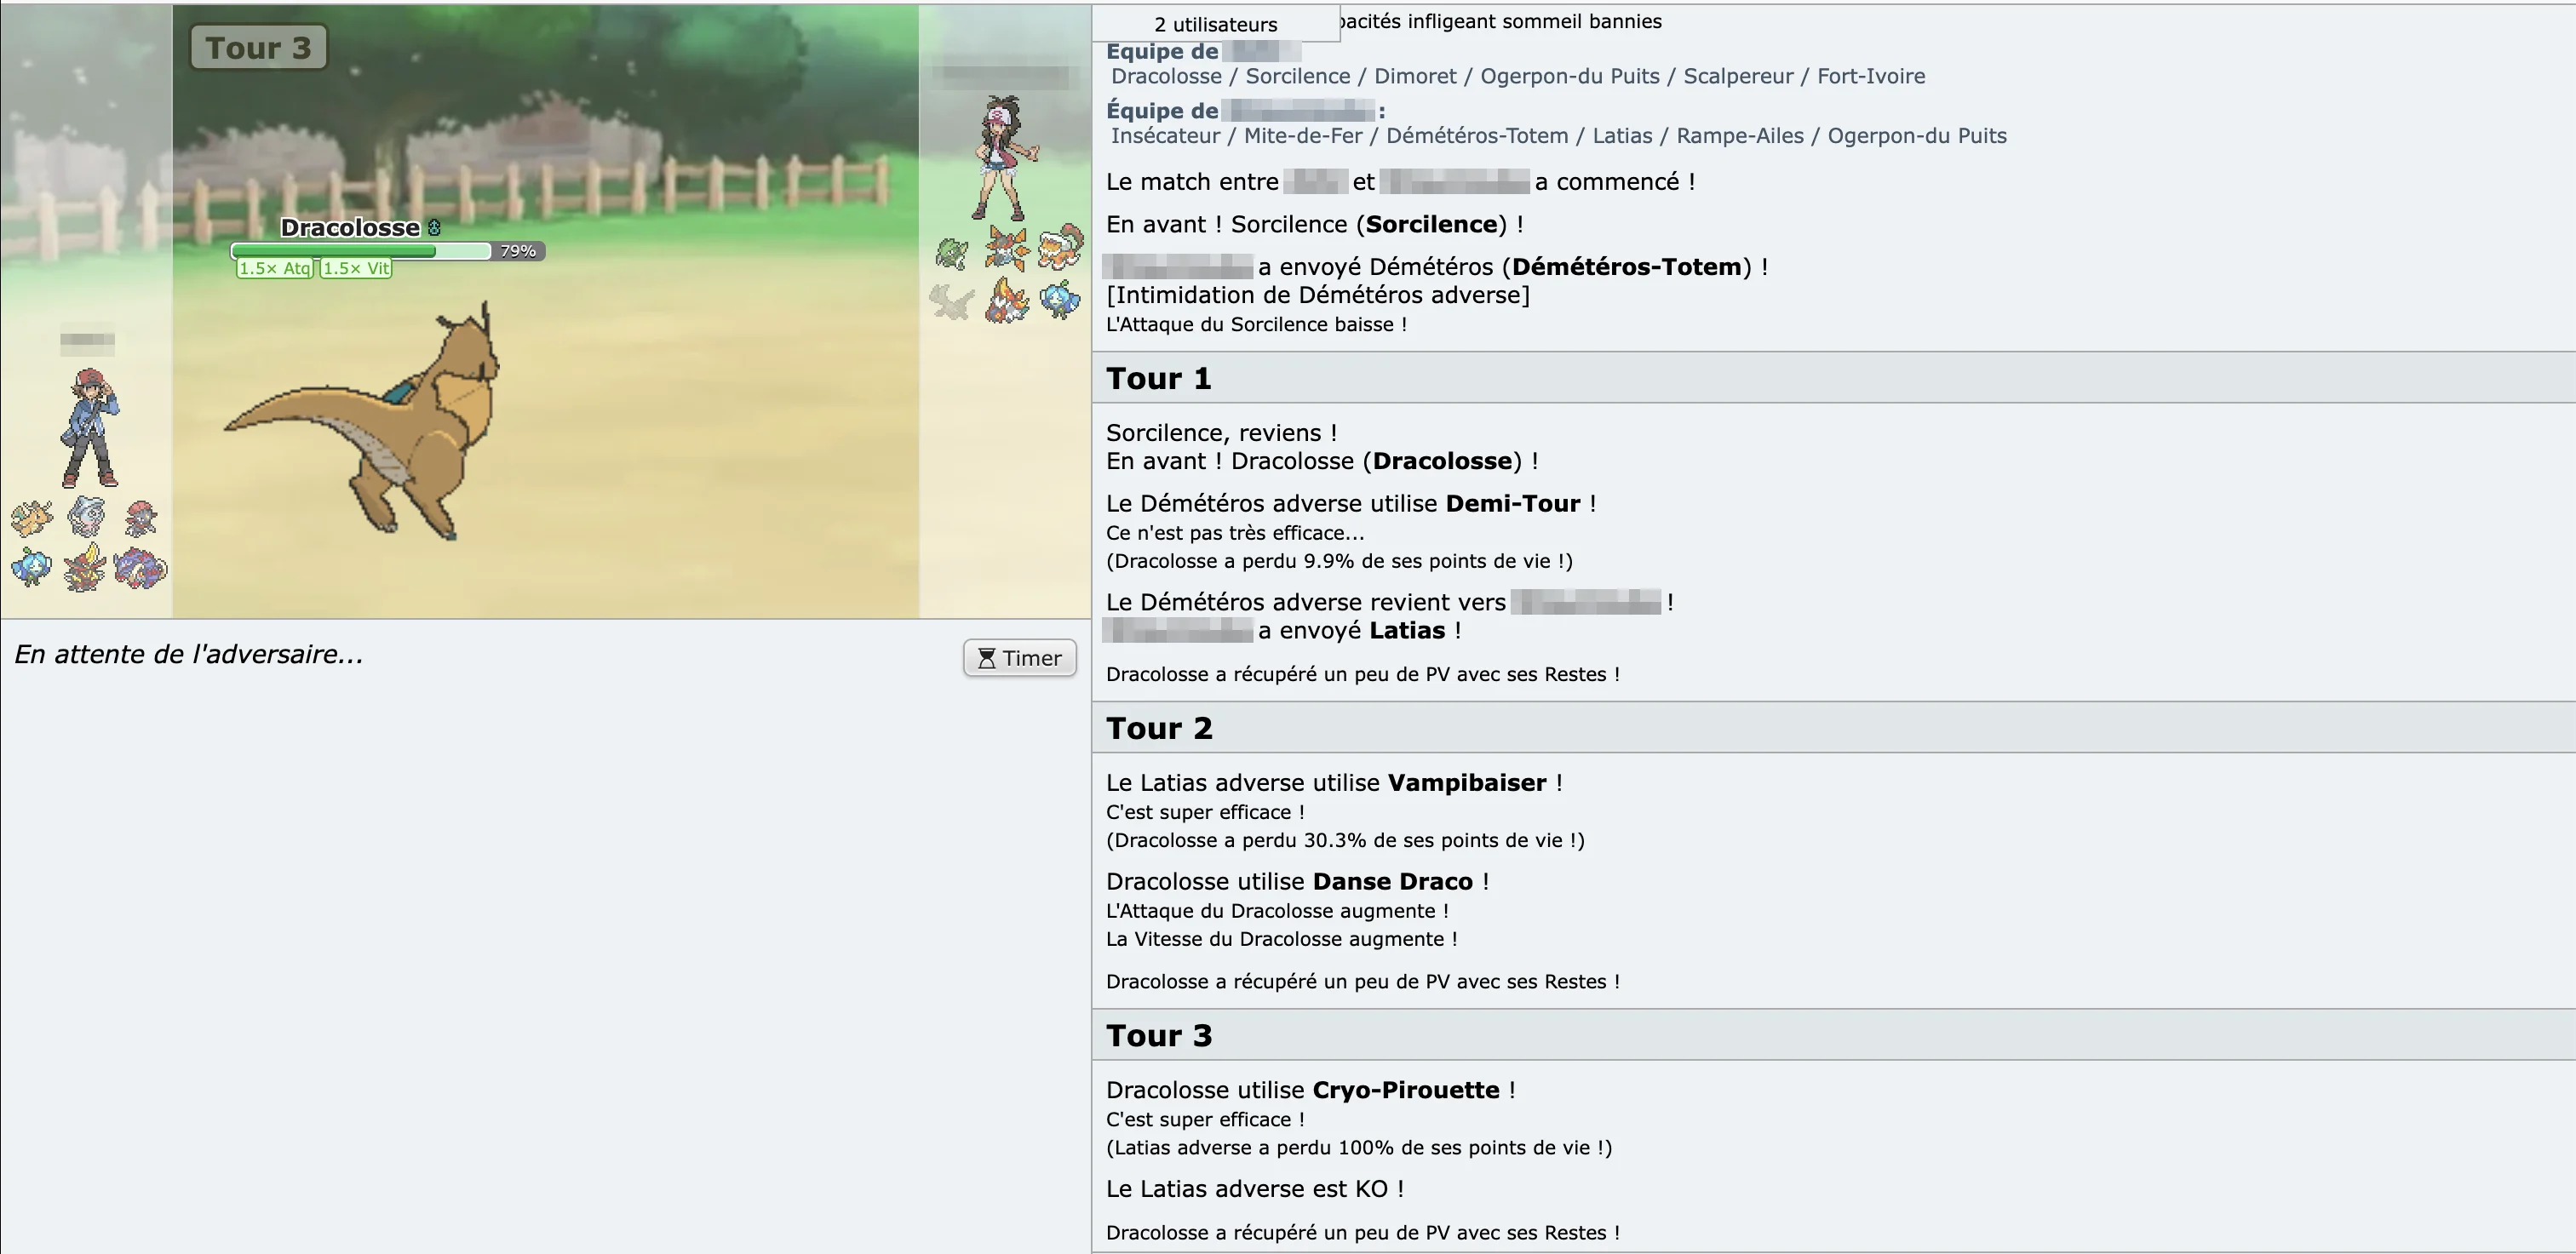 Tour 3
Dracolosse
79%
1.5× Atq 1.5× Vit
En attente de l'adversaire...
Timer
2 utilisateurs
pacités infligeant sommeil bannies
Équipe de
Dracolosse / Sorcilence / Dimoret / Ogerpon-du Puits / Scalpereur / Fort-Ivoire
Équipe de :
Insécateur / Mite-de-Fer / Démétéros-Totem / Latias / Rampe-Ailes / Ogerpon-du Puits
Le match entre et a commencé !
En avant ! Sorcilence (Sorcilence) !
a envoyé Démétéros (Démétéros-Totem) !
[Intimidation de Démétéros adverse]
L'Attaque du Sorcilence baisse !
Tour 1
Sorcilence, reviens !
En avant ! Dracolosse (Dracolosse) !
Le Démétéros adverse utilise Demi-Tour !
Ce n'est pas très efficace...
(Dracolosse a perdu 9.9% de ses points de vie !)
Le Démétéros adverse revient vers !
a envoyé Latias !
Dracolosse a récupéré un peu de PV avec ses Restes !
Tour 2
Le Latias adverse utilise Vampibaiser !
C'est super efficace !
(Dracolosse a perdu 30.3% de ses points de vie !)
Dracolosse utilise Danse Draco !
L'Attaque du Dracolosse augmente !
La Vitesse du Dracolosse augmente !
Dracolosse a récupéré un peu de PV avec ses Restes !
Tour 3
Dracolosse utilise Cryo-Pirouette !
C'est super efficace !
(Latias adverse a perdu 100% de ses points de vie !)
Le Latias adverse est KO !
Dracolosse a récupéré un peu de PV avec ses Restes !